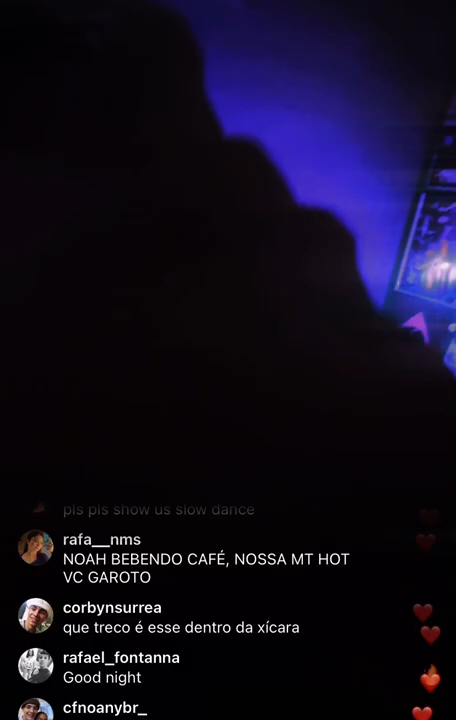 pls pls show us slow dance
rafa__nms
NOAH BEBENDO CAFÉ, NOSSA MT HOT
VC GAROTO
corbynsurrea
que treco é esse dentro da xícara
rafael_fontanna
Good night
cfnoanybr_